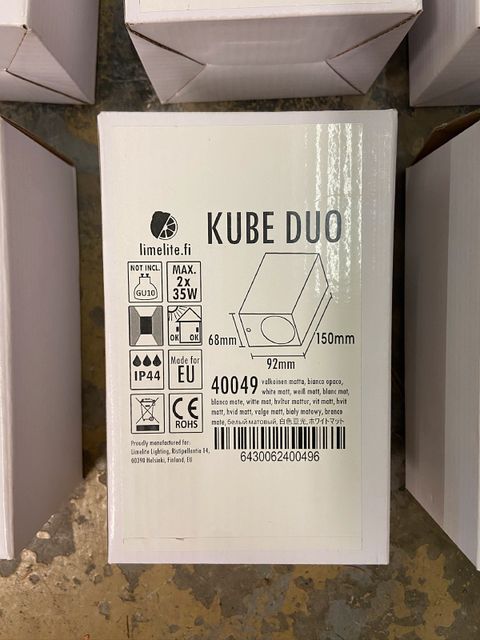 KUBE DUO
limelite.fi
NOT INCL.
GU10
MAX.
2x
35W
OK OK
IP44
Made for
EU
CE
ROHS
68mm
92mm
150mm
40049 valkoinen matta, bianco opaco,
white matt, weiß matt, blanc mat,
blanco mate, witte mat, hvítur mattur, vit matt, hvit
matt, hvid matt, valge matt, biały matowy, branco
mate, белый матовый, 白色亚光, ホワイトマット
6430062400496
Proudly manufactured for:
Limelite Lighting, Ristipellontie 14,
00390 Helsinki, Finland, EU